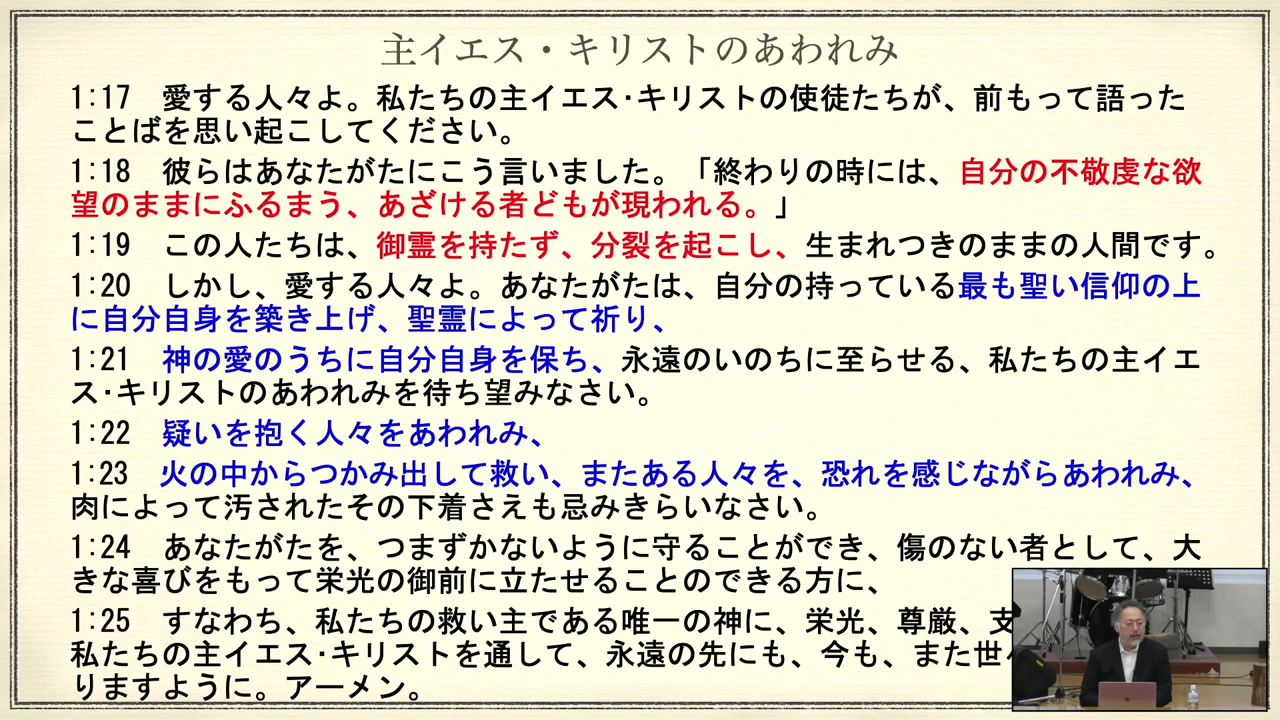 主イエス・キリストのあわれみ
1:17　愛する人々よ。私たちの主イエス･キリストの使徒たちが、前もって語った
ことばを思い起こしてください。
1:18　彼らはあなたがたにこう言いました。「終わりの時には、自分の不敬虔な欲
望のままにふるまう、あざける者どもが現われる。」
1:19　この人たちは、御霊を持たず、分裂を起こし、生まれつきのままの人間です。
1:20　しかし、愛する人々よ。あなたがたは、自分の持っている最も聖い信仰の上
に自分自身を築き上げ、聖霊によって祈り、
1:21　神の愛のうちに自分自身を保ち、永遠のいのちに至らせる、私たちの主イエ
ス･キリストのあわれみを待ち望みなさい。
1:22　疑いを抱く人々をあわれみ、
1:23　火の中からつかみ出して救い、またある人々を、恐れを感じながらあわれみ、
肉によって汚されたその下着さえも忌みきらいなさい。
1:24　あなたがたを、つまずかないように守ることができ、傷のない者として、大
きな喜びをもって栄光の御前に立たせることのできる方に、
1:25　すなわち、私たちの救い主である唯一の神に、栄光、尊厳、支
私たちの主イエス･キリストを通して、永遠の先にも、今も、また世
りますように。アーメン。